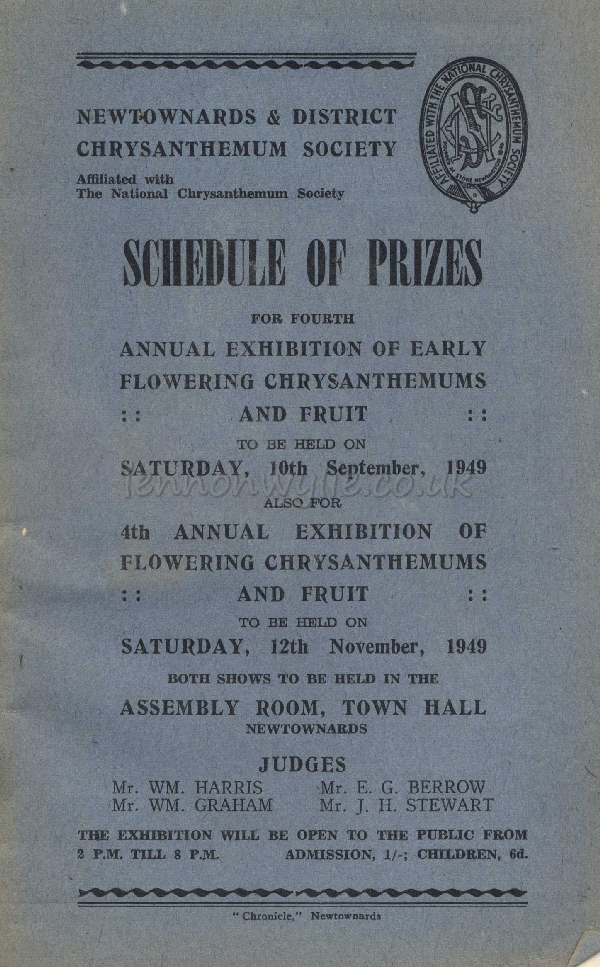 NEWTOWNARDS & DISTRICT
CHRYSANTHEMUM SOCIETY
Affiliated with
The National Chrysanthemum Society
AFFILIATED WITH THE NATIONAL CHRYSANTHEMUM SOCIETY
SCHEDULE OF PRIZES
FOR FOURTH
ANNUAL EXHIBITION OF EARLY
FLOWERING CHRYSANTHEMUMS
:: AND FRUIT ::
TO BE HELD ON
SATURDAY, 10th September, 1949
lennonwylie.co.uk
ALSO FOR
4th ANNUAL EXHIBITION OF
FLOWERING CHRYSANTHEMUMS
:: AND FRUIT ::
TO BE HELD ON
SATURDAY, 12th November, 1949
BOTH SHOWS TO BE HELD IN THE
ASSEMBLY ROOM, TOWN HALL
NEWTOWNARDS
JUDGES
Mr. WM. HARRIS Mr. E. G. BERROW
Mr. WM. GRAHAM Mr. J. H. STEWART
THE EXHIBITION WILL BE OPEN TO THE PUBLIC FROM
2 P.M. TILL 8 P.M. ADMISSION, 1/-; CHILDREN, 6d.
"Chronicle," Newtownards